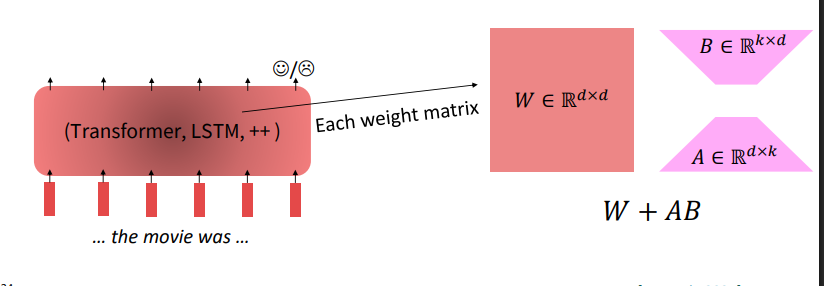 ☺/☹
(Transformer, LSTM, ++ )
Each weight matrix
… the movie was …
W ∈ ℝ^{d×d}
B ∈ ℝ^{k×d}
A ∈ ℝ^{d×k}
W + AB